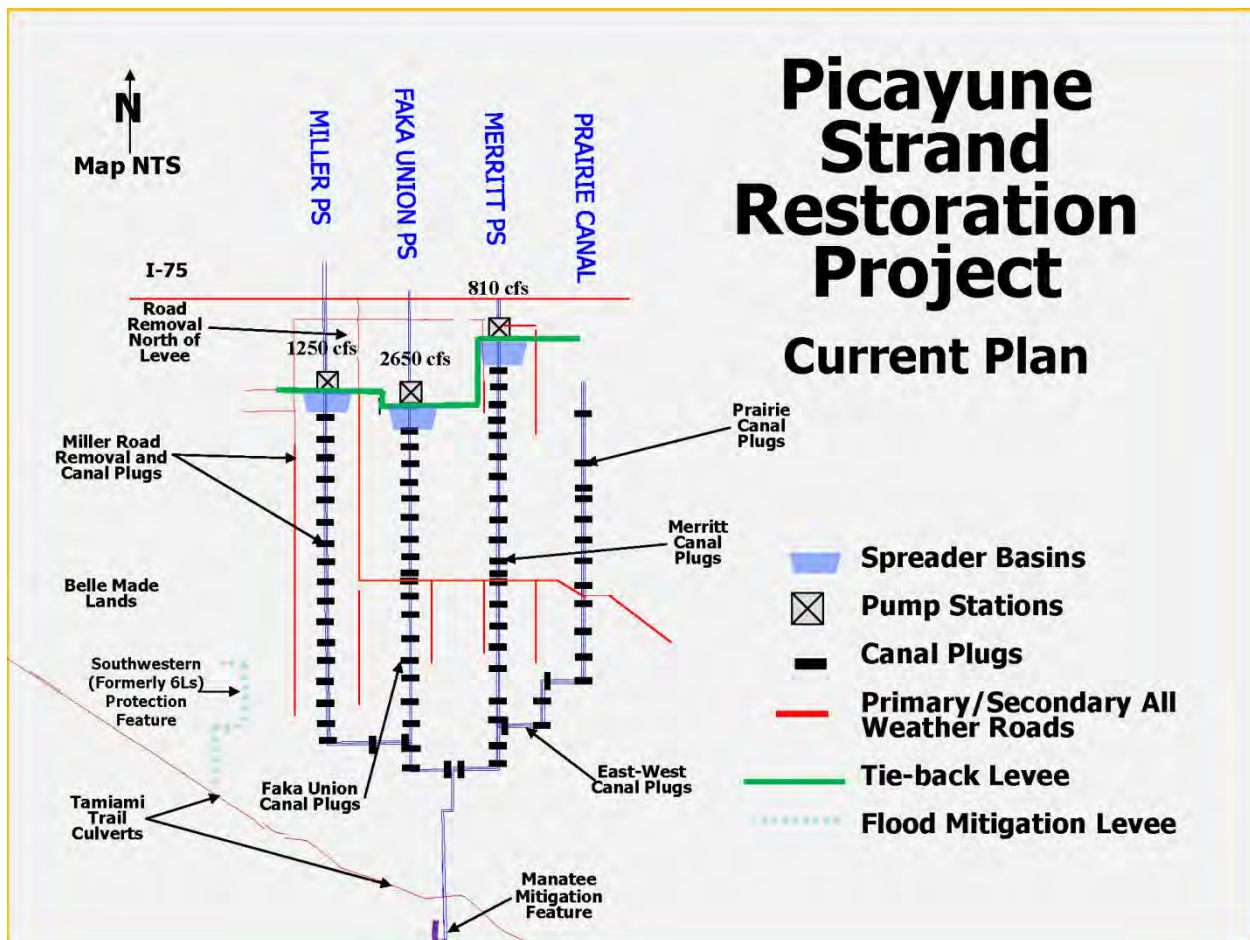 Picayune
Strand
Restoration
Project
Current Plan
N
Map NTS
MILLER PS
FAKA UNION PS
MERRITT PS
PRAIRIE CANAL
I-75
810 cfs
Road
Removal
North of
Levee
1250 cfs
2650 cfs
Miller Road
Removal and
Canal Plugs
Prairie
Canal
Plugs
Merritt
Canal
Plugs
Belle Made
Lands
Southwestern
(Formerly 6Ls)
Protection
Feature
Faka Union
Canal Plugs
East-West
Canal Plugs
Tamiami
Trail
Culverts
Manatee
Mitigation
Feature
Spreader Basins
Pump Stations
Canal Plugs
Primary/Secondary All
Weather Roads
Tie-back Levee
Flood Mitigation Levee